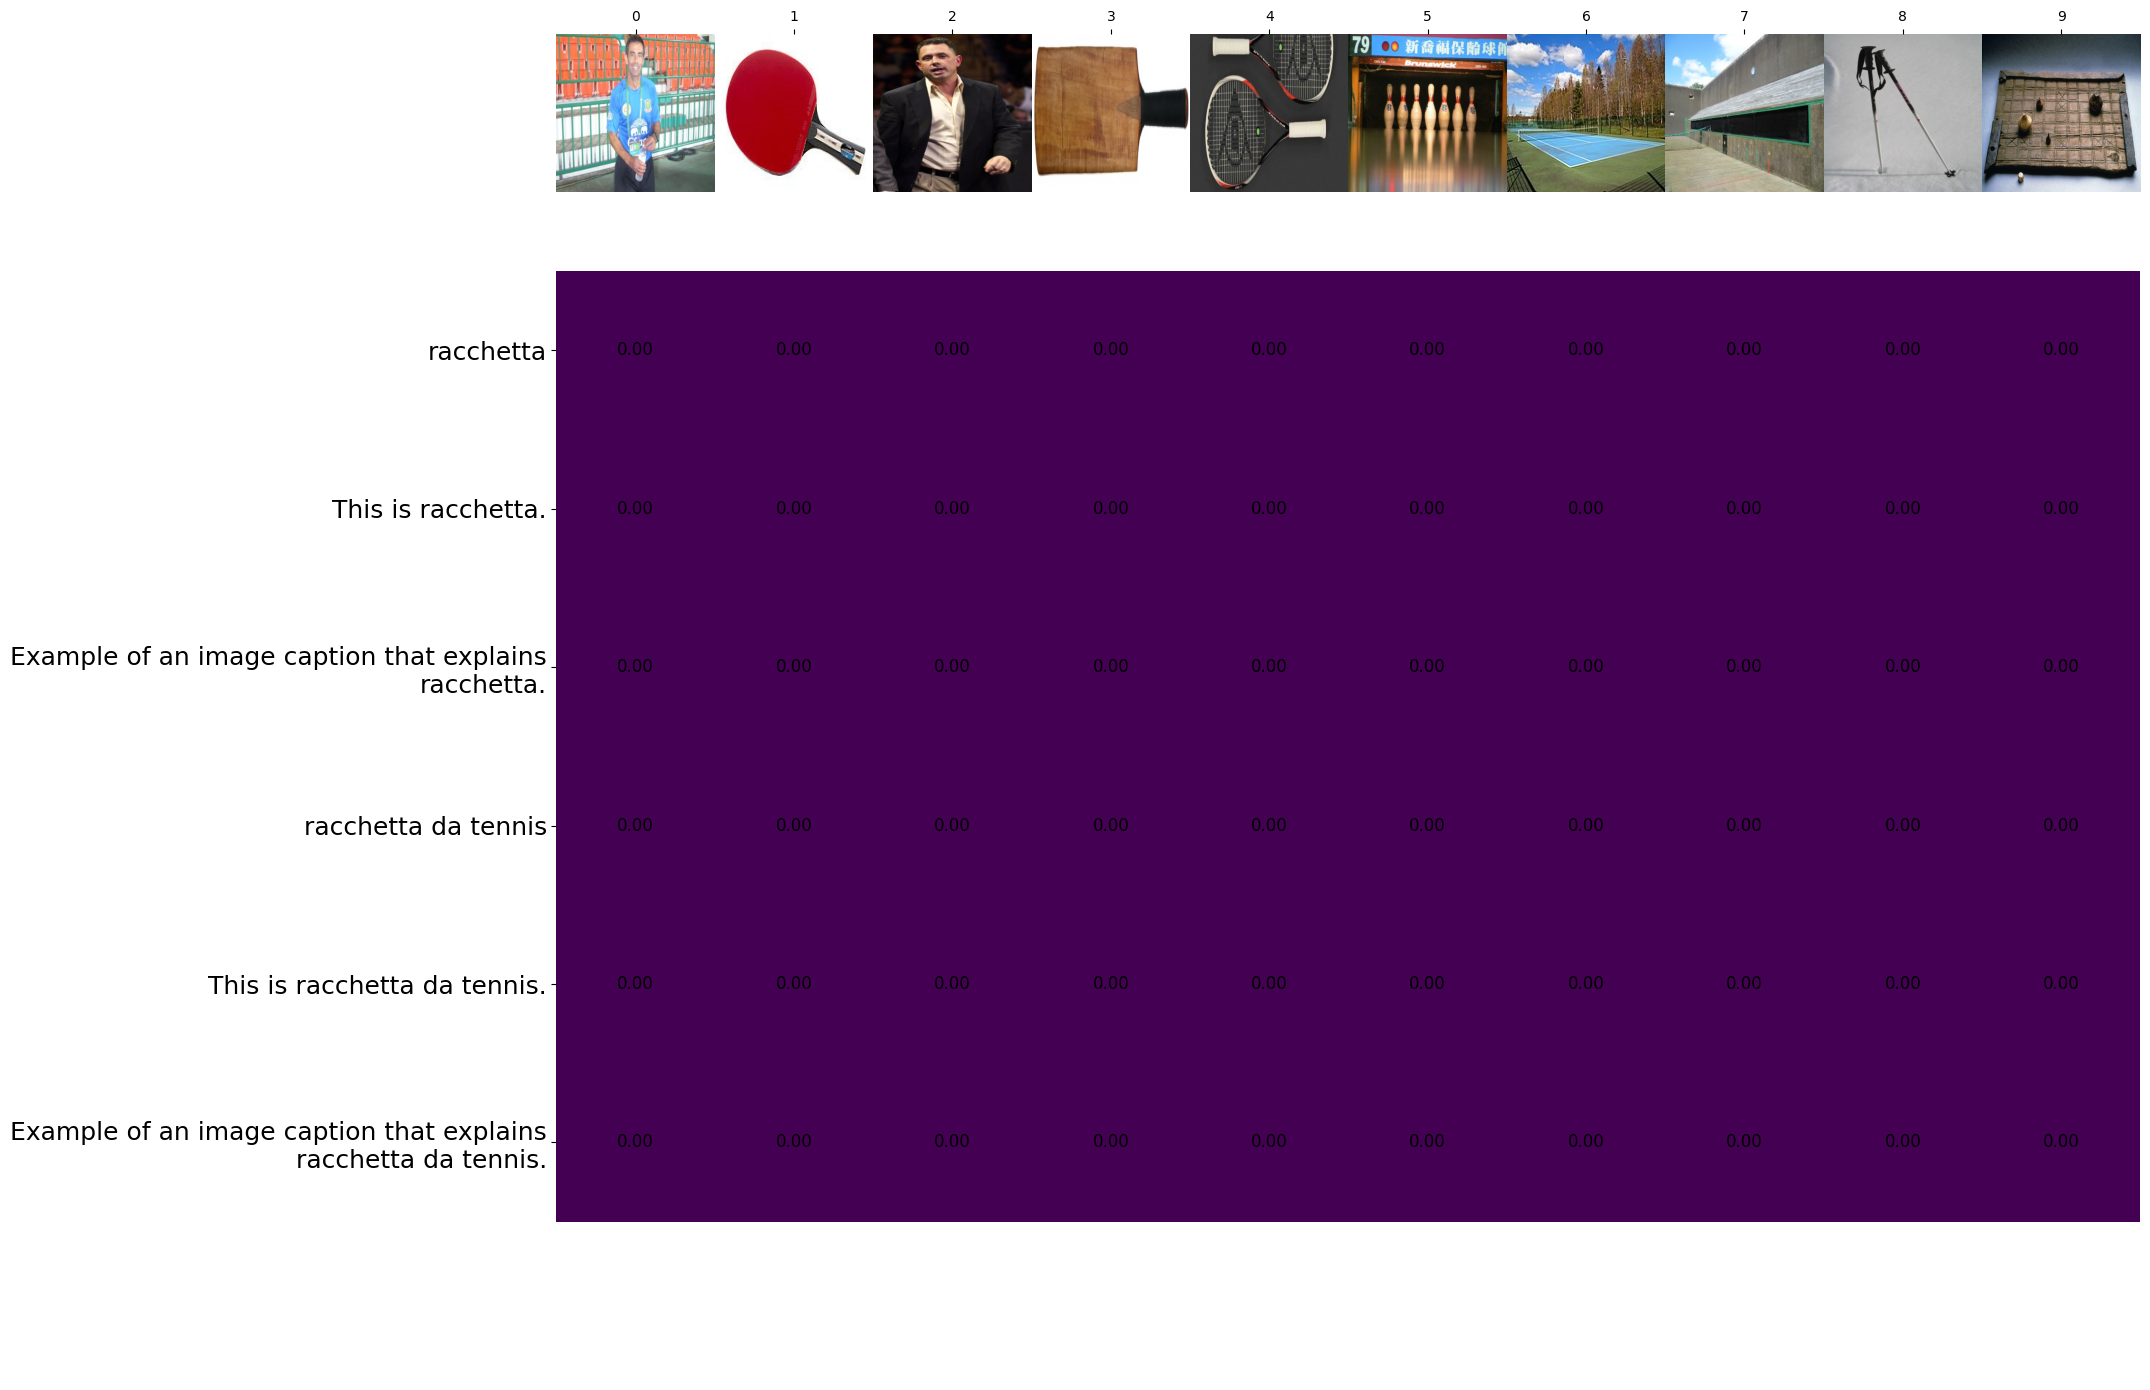 0 1 2 3 4 5 6 7 8 9
79 新喬福保齡球館
Brunswick
racchetta 0.00 0.00 0.00 0.00 0.00 0.00 0.00 0.00 0.00 0.00
This is racchetta. 0.00 0.00 0.00 0.00 0.00 0.00 0.00 0.00 0.00 0.00
Example of an image caption that explains
racchetta. 0.00 0.00 0.00 0.00 0.00 0.00 0.00 0.00 0.00 0.00
racchetta da tennis 0.00 0.00 0.00 0.00 0.00 0.00 0.00 0.00 0.00 0.00
This is racchetta da tennis. 0.00 0.00 0.00 0.00 0.00 0.00 0.00 0.00 0.00 0.00
Example of an image caption that explains
racchetta da tennis. 0.00 0.00 0.00 0.00 0.00 0.00 0.00 0.00 0.00 0.00